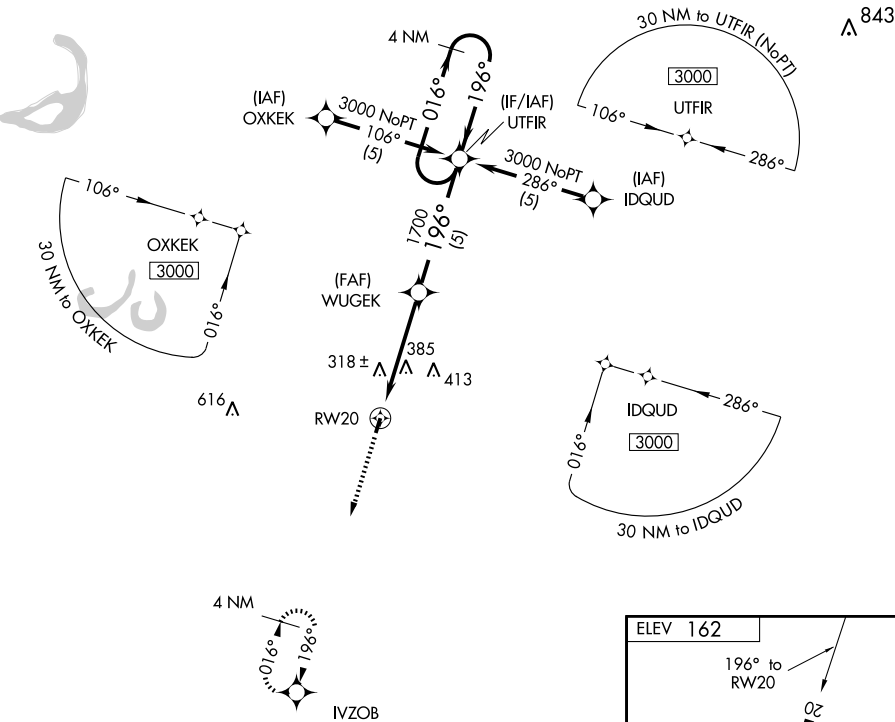 843
4 NM
30 NM to UTFIR (NoPT)
3000
UTFIR
106°
286°
016°
196°
(IAF)
OXKEK
3000 NoPT
106°
(5)
(IF/IAF)
UTFIR
3000 NoPT
286°
(5)
(IAF)
IDQUD
106°
OXKEK
3000
016°
30 NM to OXKEK
1700
196°
(5)
(FAF)
WUGEK
318 ±
385
413
616
RW20
IDQUD
3000
286°
016°
30 NM to IDQUD
4 NM
016°
196°
IVZOB
ELEV 162
196° to
RW20
20